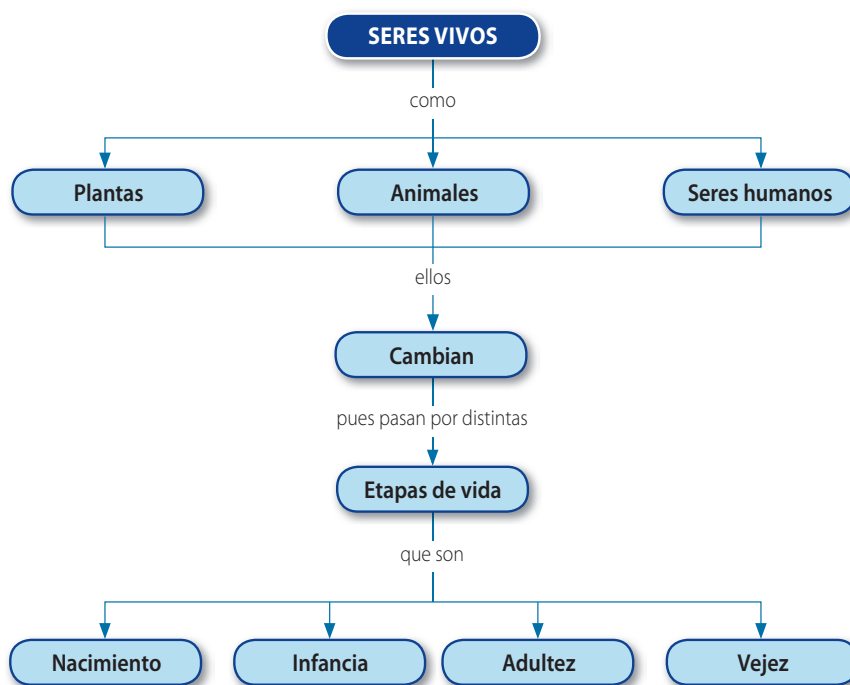 SERES VIVOS
como
Plantas
Animales
Seres humanos
ellos
Cambian
pues pasan por distintas
Etapas de vida
que son
Nacimiento
Infancia
Adultez
Vejez